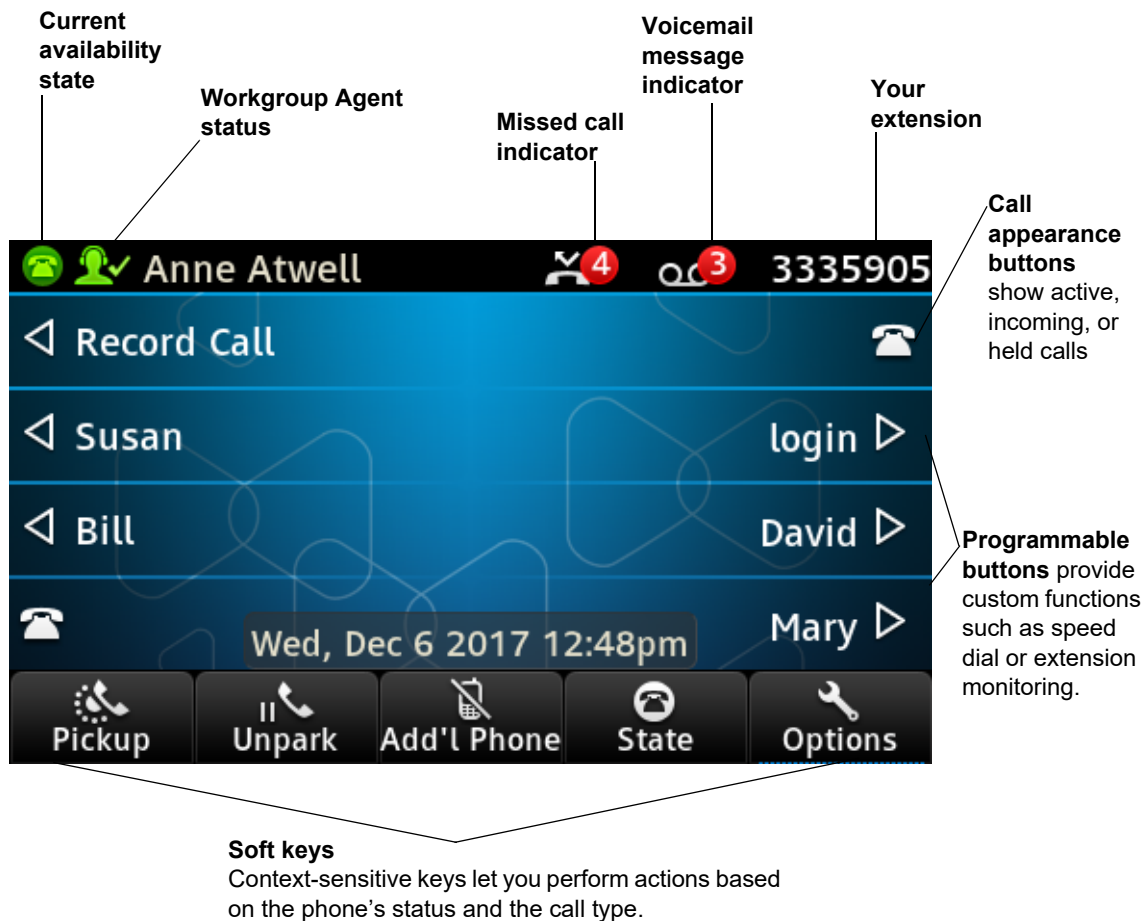 Current
availability
state
Workgroup Agent
status
Missed call
indicator
Voicemail
message
indicator
Your
extension
Call
appearance
buttons
show active,
incoming, or
held calls
Anne Atwell
4
3
3335905
Record Call
Susan
login
Bill
David
Mary
Wed, Dec 6 2017 12:48pm
Programmable
buttons provide
custom functions
such as speed
dial or extension
monitoring.
Pickup
Unpark
Add'l Phone
State
Options
Soft keys
Context-sensitive keys let you perform actions based
on the phone's status and the call type.